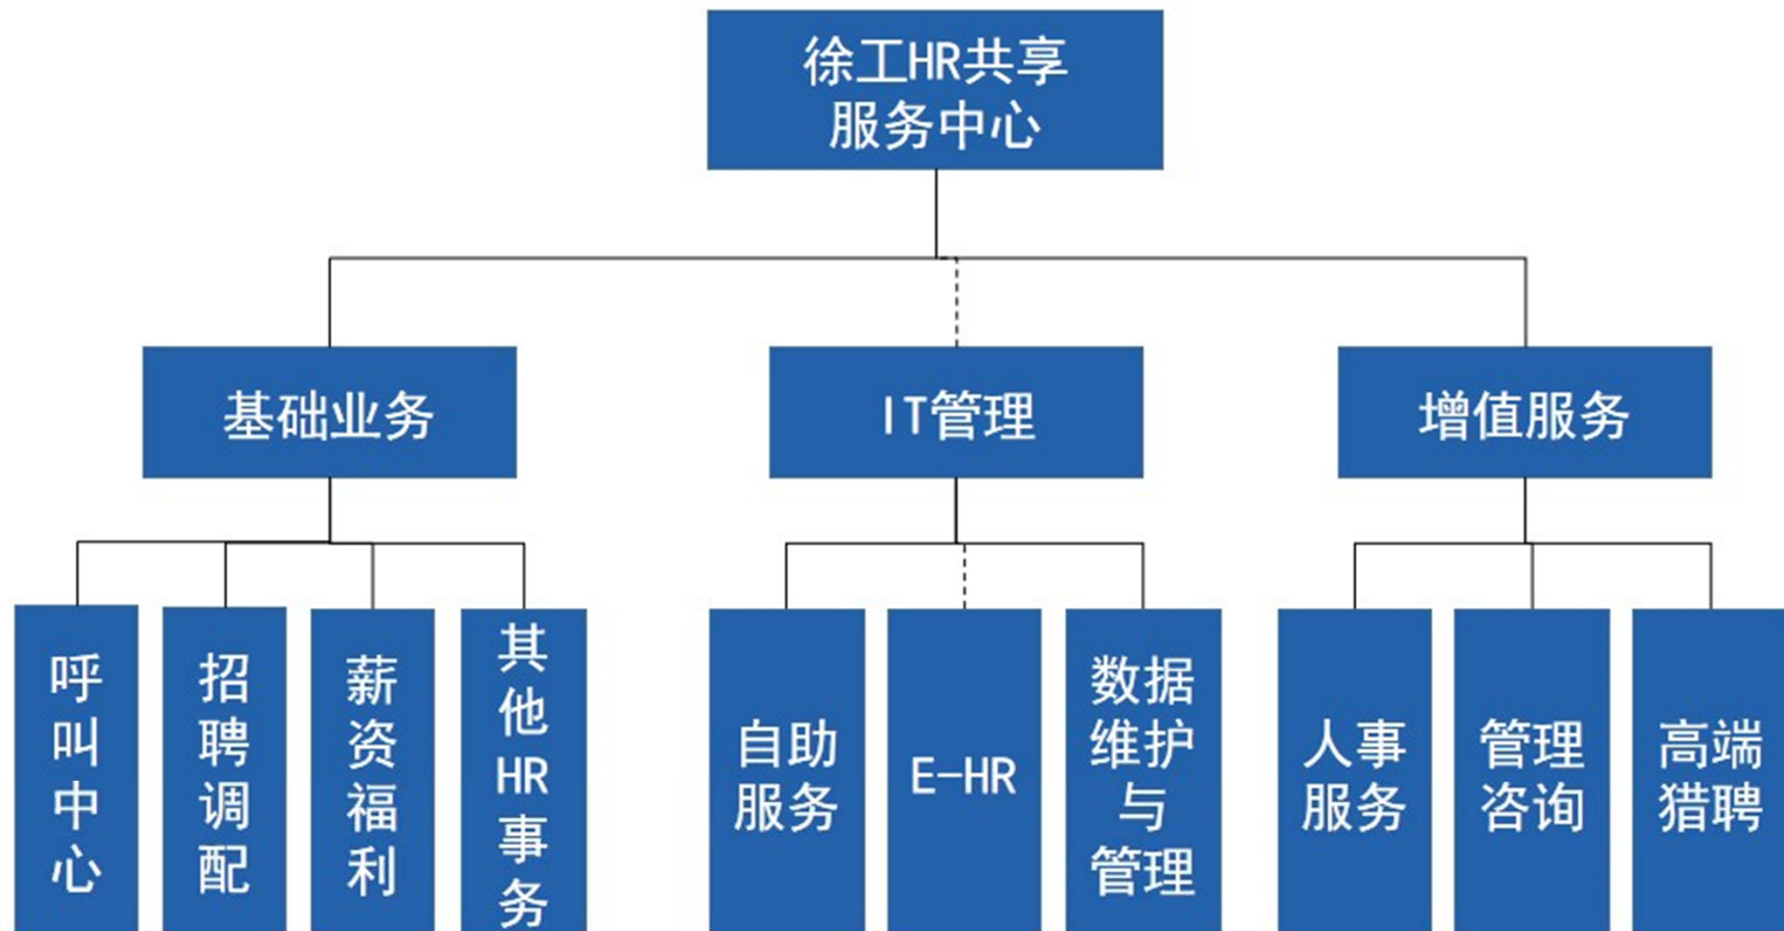 徐工HR共享
服务中心
基础业务
IT管理
增值服务
呼叫中心
招聘调配
薪资福利
其他HR事务
自助
服务
E-HR
数据
维护
与
管理
人事
服务
管理
咨询
高端
猎聘